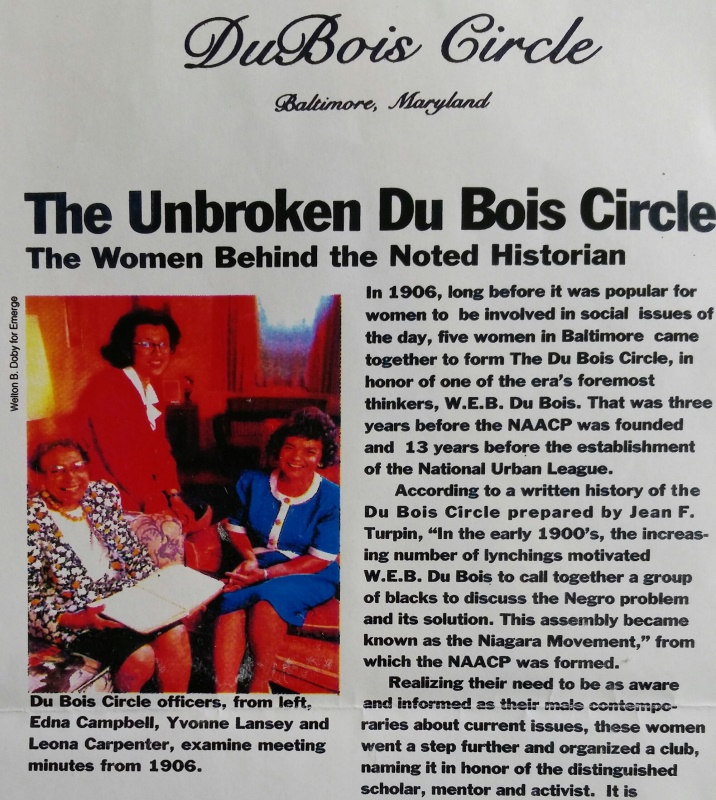 DuBois Circle
Baltimore, Maryland
The Unbroken Du Bois Circle
The Women Behind the Noted Historian
Welton B. Doby for Emerge
Du Bois Circle officers, from left,
Edna Campbell, Yvonne Lansey and
Leona Carpenter, examine meeting
minutes from 1906.
In 1906, long before it was popular for
women to be involved in social issues of
the day, five women in Baltimore came
together to form The Du Bois Circle, in
honor of one of the era's foremost
thinkers, W.E.B. Du Bois. That was three
years before the NAACP was founded
and 13 years before the establishment
of the National Urban League.
According to a written history of the
Du Bois Circle prepared by Jean F.
Turpin, “In the early 1900's, the increas-
ing number of lynchings motivated
W.E.B. Du Bois to call together a group
of blacks to discuss the Negro problem
and its solution. This assembly became
known as the Niagara Movement,” from
which the NAACP was formed.
Realizing their need to be as aware
and informed as their male contempo-
raries about current issues, these women
went a step further and organized a club,
naming it in honor of the distinguished
scholar, mentor and activist. It is